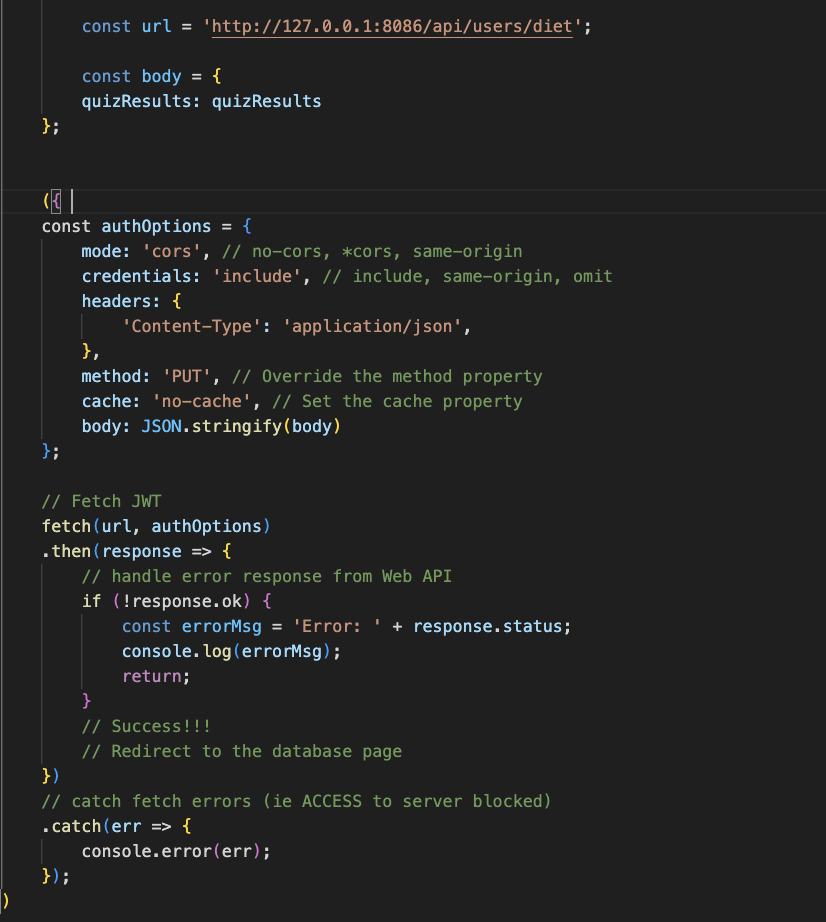 const url = 'http://127.0.0.1:8086/api/users/diet';
const body = {
quizResults: quizResults
};
({
const authOptions = {
mode: 'cors', // no-cors, *cors, same-origin
credentials: 'include', // include, same-origin, omit
headers: {
'Content-Type': 'application/json',
},
method: 'PUT', // Override the method property
cache: 'no-cache', // Set the cache property
body: JSON.stringify(body)
};
// Fetch JWT
fetch(url, authOptions)
.then(response => {
// handle error response from Web API
if (!response.ok) {
const errorMsg = 'Error: ' + response.status;
console.log(errorMsg);
return;
}
// Success!!!
// Redirect to the database page
})
// catch fetch errors (ie ACCESS to server blocked)
.catch(err => {
console.error(err);
});
)